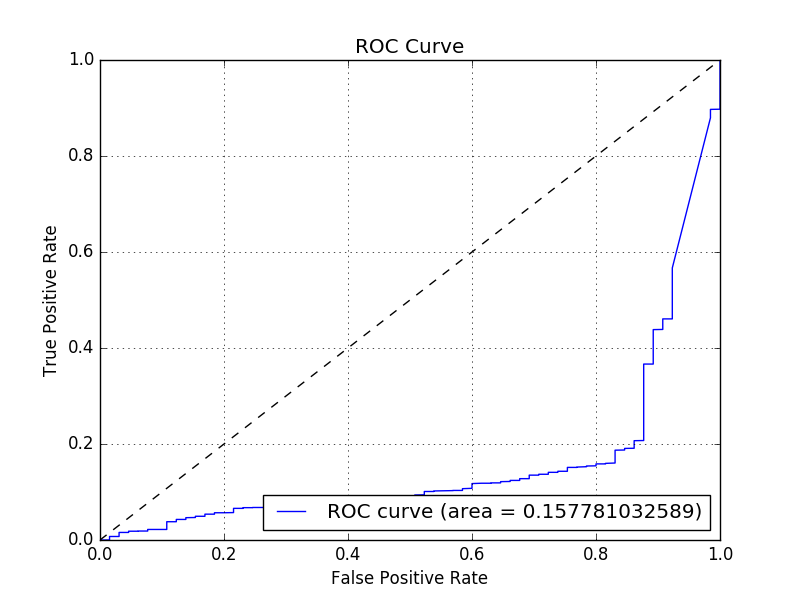 ROC Curve
1.0
0.8
0.6
0.4
0.2
0.0
True Positive Rate
ROC curve (area = 0.157781032589)
0.0 0.2 0.4 0.6 0.8 1.0
False Positive Rate